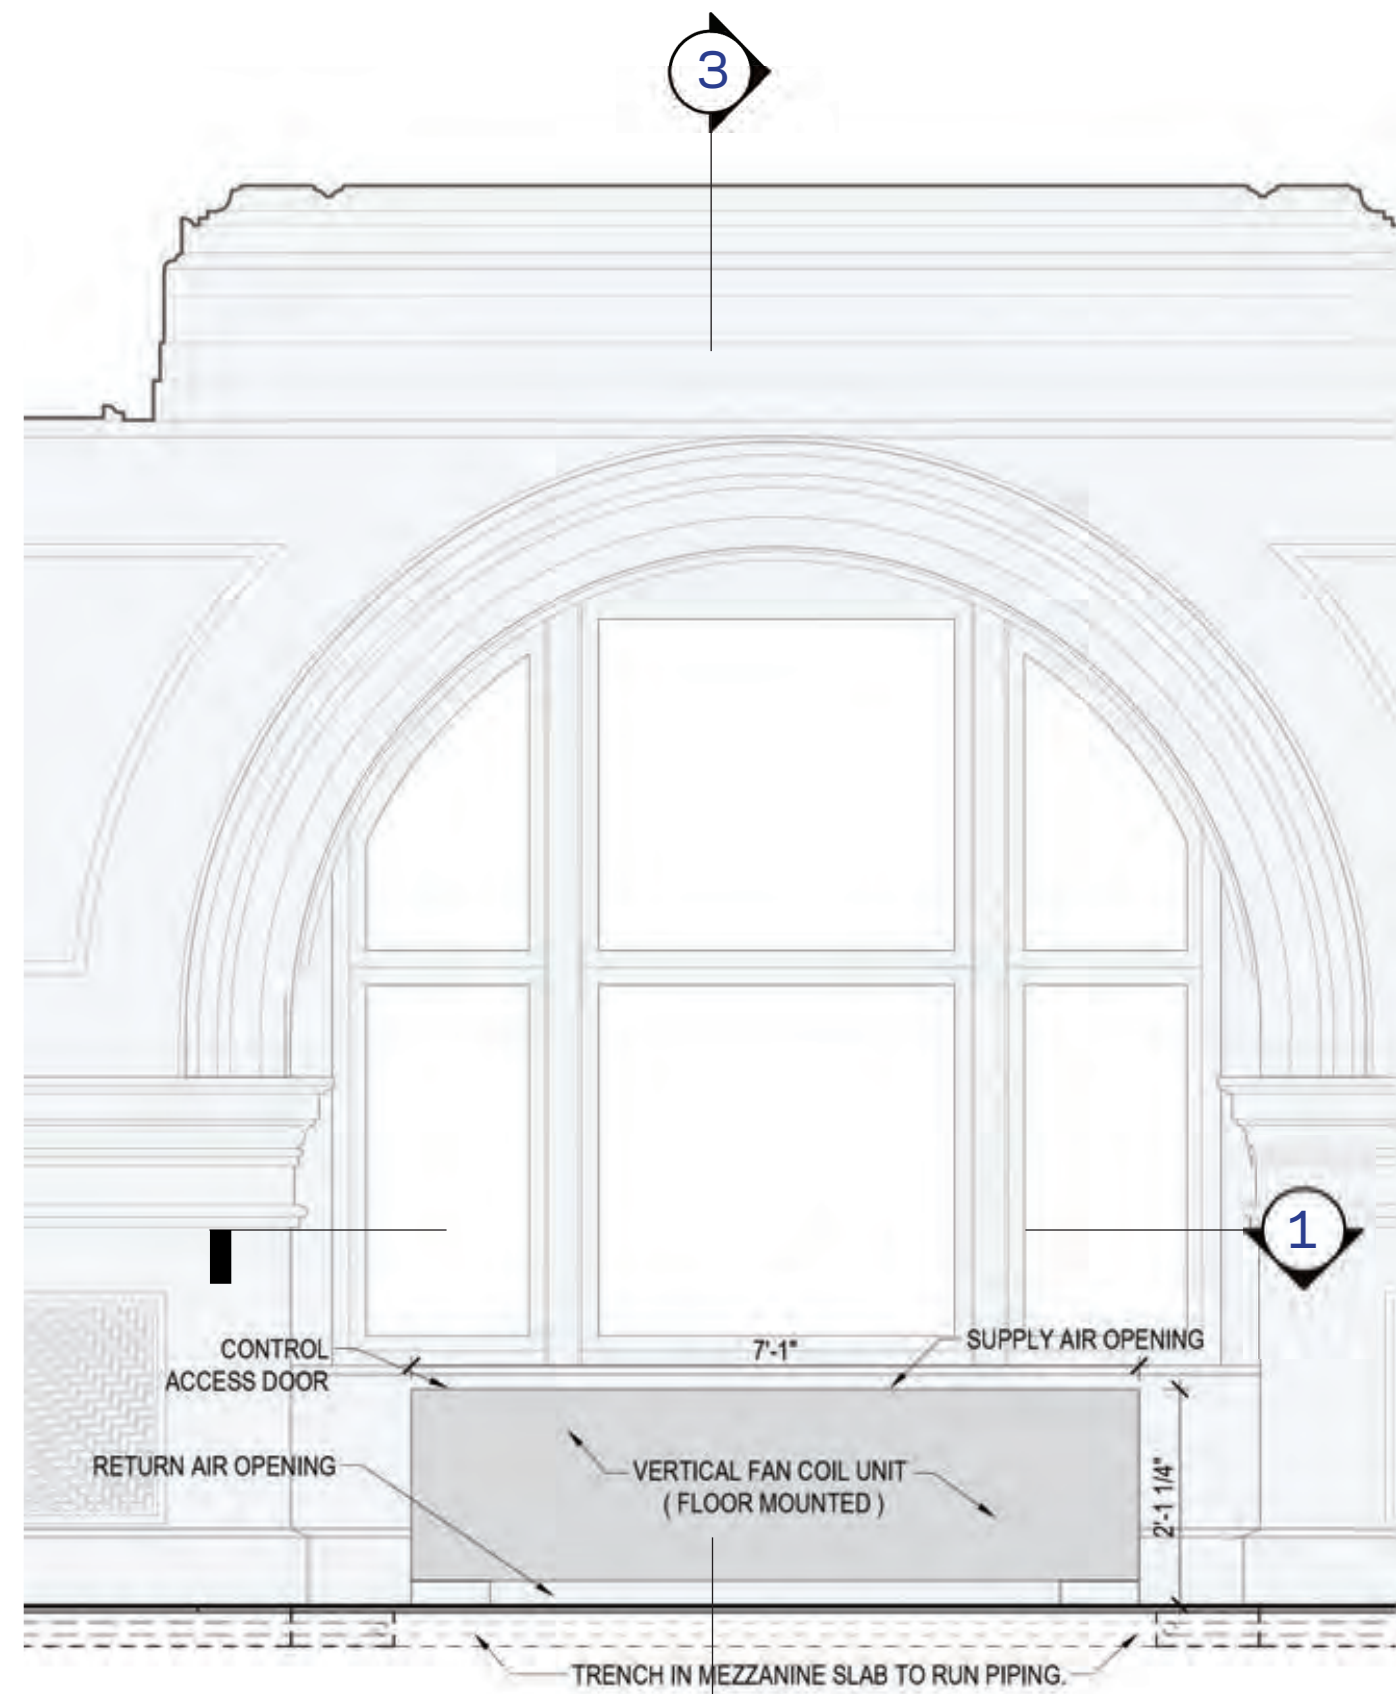 3
1
CONTROL
ACCESS DOOR
7'-1"
SUPPLY AIR OPENING
RETURN AIR OPENING
VERTICAL FAN COIL UNIT
( FLOOR MOUNTED )
2'-1 1/4"
TRENCH IN MEZZANINE SLAB TO RUN PIPING.